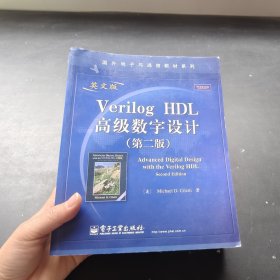 国外电子与通信教材系列
英文版
Verilog HDL
高级数字设计
(第二版)
Advanced Digital Design
with the Verilog HDL
Second Edition
[美] Michael D. Ciletti 著
电子工业出版社